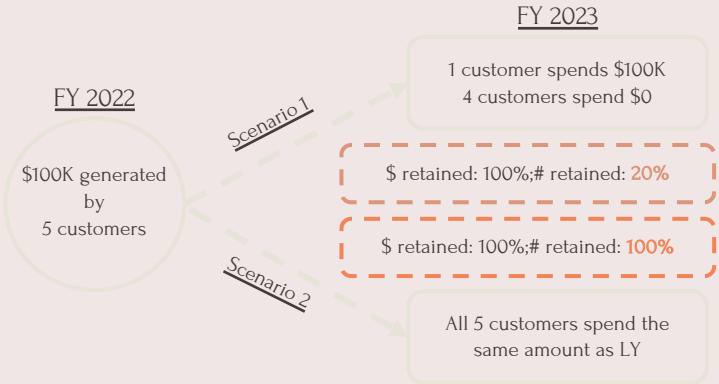 FY 2023
1 customer spends $100K
4 customers spend $0
FY 2022
Scenario 1
$100K generated
by
5 customers
$ retained: 100%;# retained: 20%
$ retained: 100%;# retained: 100%
Scenario 2
All 5 customers spend the
same amount as LY